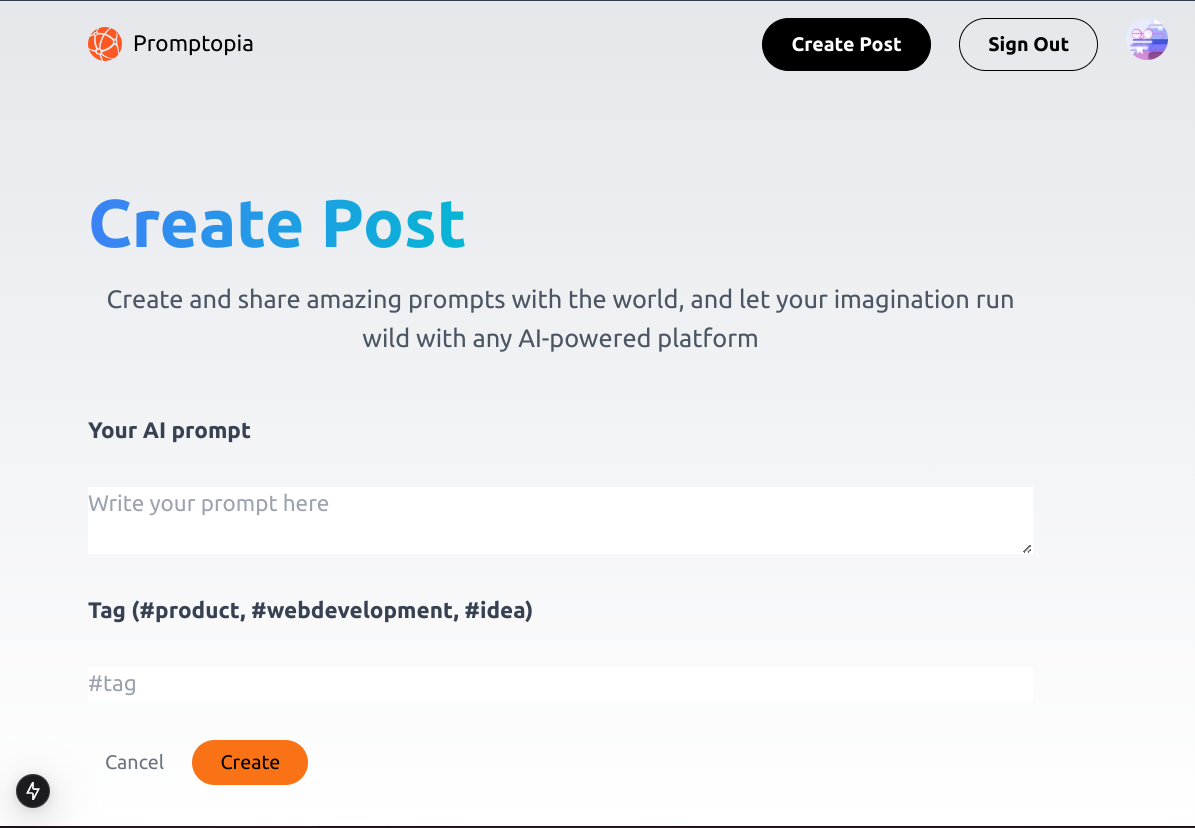 Promptopia
Create Post
Sign Out
Create Post
Create and share amazing prompts with the world, and let your imagination run
wild with any AI-powered platform
Your AI prompt
Write your prompt here
Tag (#product, #webdevelopment, #idea)
#tag
Cancel
Create